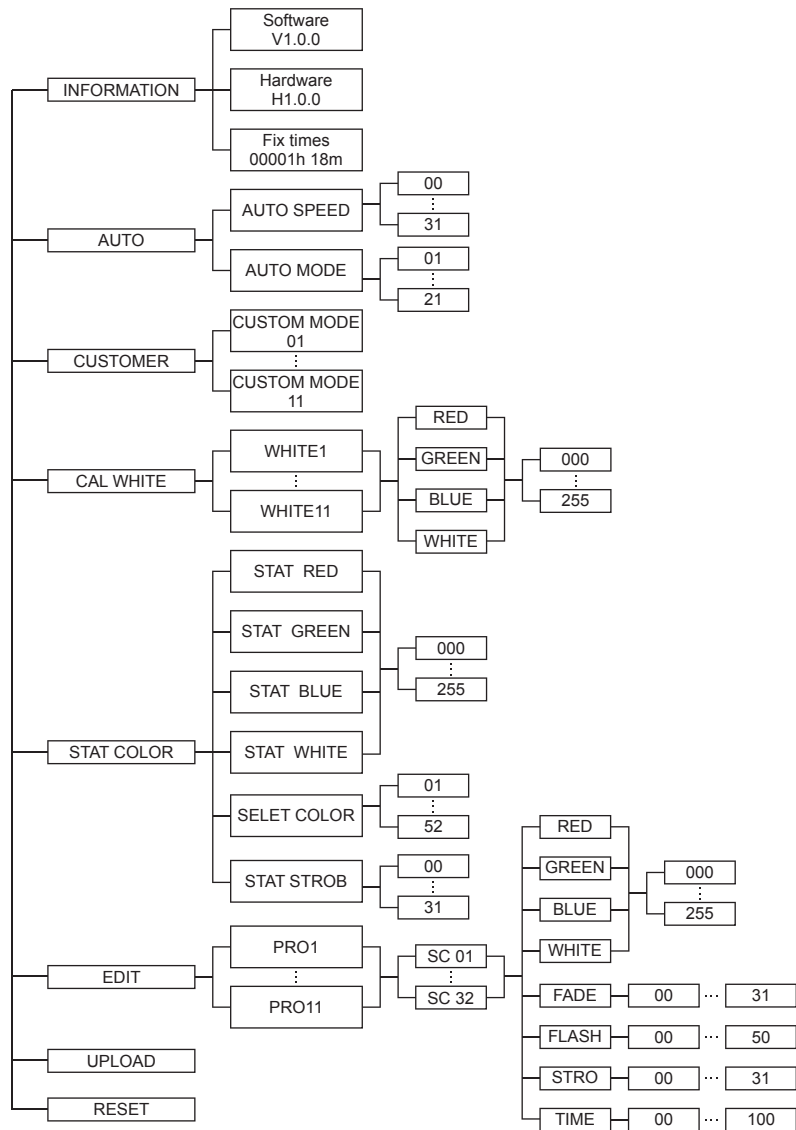 Software
V1.0.0
INFORMATION
Hardware
H1.0.0
Fix times
00001h 18m
AUTO
AUTO SPEED
00
31
AUTO MODE
01
21
CUSTOMER
CUSTOM MODE
01
CUSTOM MODE
11
CAL WHITE
WHITE1
WHITE11
RED
GREEN
BLUE
WHITE
000
255
STAT COLOR
STAT RED
STAT GREEN
STAT BLUE
STAT WHITE
000
255
SELET COLOR
01
52
STAT STROB
00
31
EDIT
PRO1
PRO11
SC 01
SC 32
RED
GREEN
BLUE
WHITE
000
255
FADE 00 ... 31
FLASH 00 ... 50
STRO 00 ... 31
TIME 00 ... 100
UPLOAD
RESET